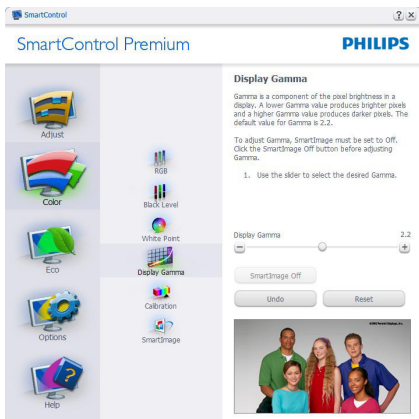 SmartControl
SmartControl Premium
PHILIPS
Adjust
Color
Eco
Options
Help
RGB
Black Level
White Point
Display Gamma
Calibration
SmartImage
Display Gamma
Gamma is a component of the pixel brightness in a
display. A lower Gamma value produces brighter pixels
and a higher Gamma value produces darker pixels. The
default value for Gamma is 2.2.
To adjust Gamma, SmartImage must be set to Off.
Click the SmartImage Off button before adjusting
Gamma.
1. Use the slider to select the desired Gamma.
Display Gamma 2.2
SmartImage Off
Undo Reset